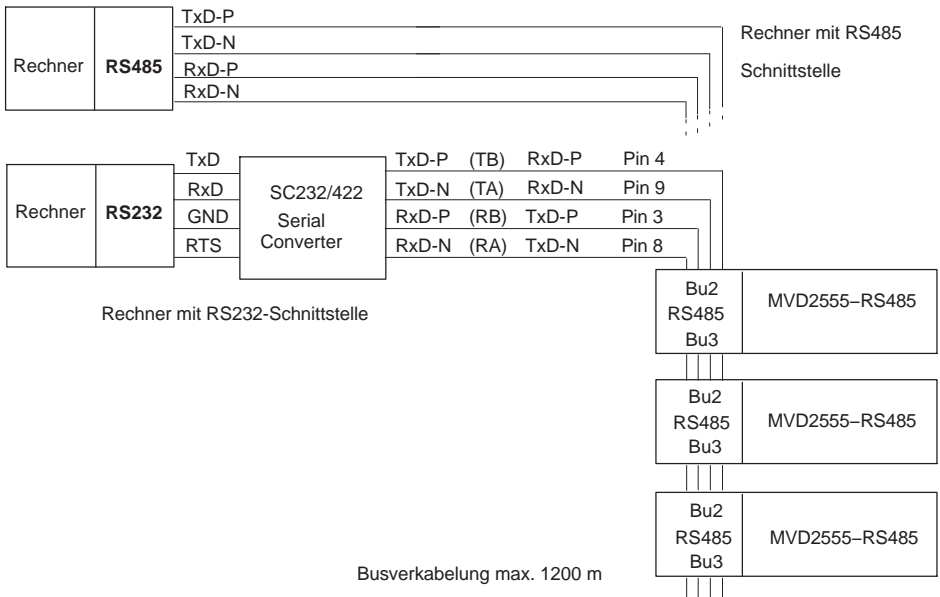 TxD-P
TxD-N
Rechner RS485 RxD-P
RxD-N
Rechner mit RS485
Schnittstelle
TxD TxD-P (TB) RxD-P Pin 4
RxD SC232/422 TxD-N (TA) RxD-N Pin 9
Rechner RS232 GND Serial RxD-P (RB) TxD-P Pin 3
RTS Converter RxD-N (RA) TxD-N Pin 8
Rechner mit RS232-Schnittstelle
Bu2
RS485 MVD2555−RS485
Bu3
Bu2
RS485 MVD2555−RS485
Bu3
Bu2
RS485 MVD2555−RS485
Bu3
Busverkabelung max. 1200 m